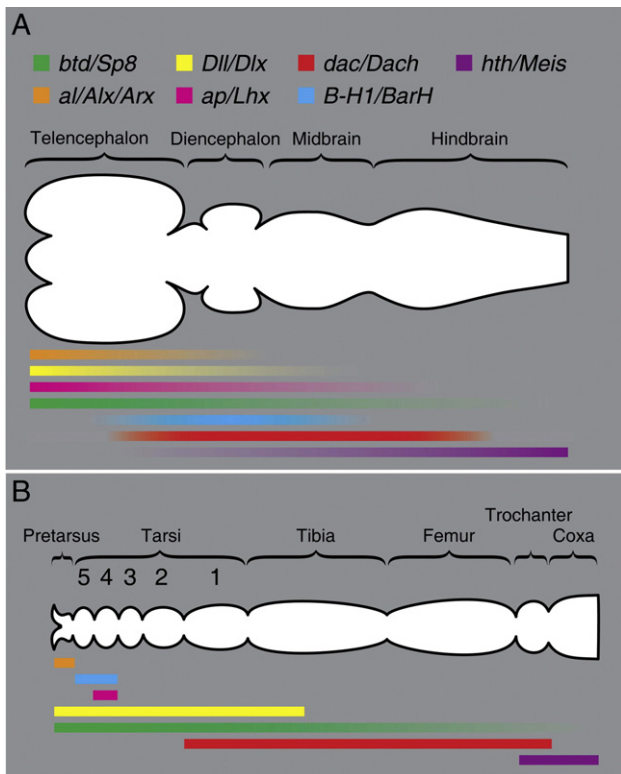 A
btd/Sp8 Dll/Dlx dac/Dach hth/Meis
al/Alx/Arx ap/Lhx B-H1/BarH
Telencephalon Diencephalon Midbrain Hindbrain
B
Trochanter
Pretarsus Tarsi Tibia Femur Coxa
5 4 3 2 1